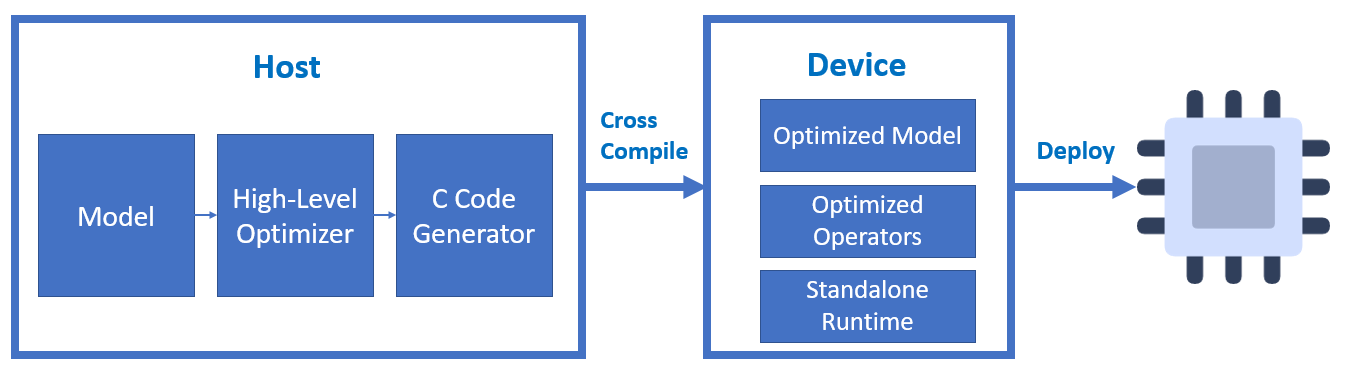 Host
Model
High-Level
Optimizer
C Code
Generator
Cross
Compile
Device
Optimized Model
Optimized
Operators
Standalone
Runtime
Deploy